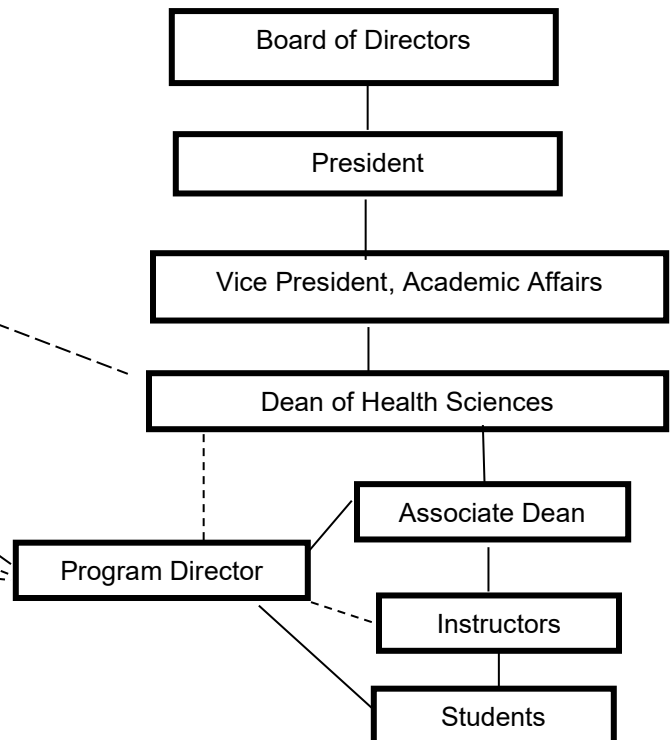 Board of Directors
President
Vice President, Academic Affairs
Dean of Health Sciences
Associate Dean
Program Director
Instructors
Students